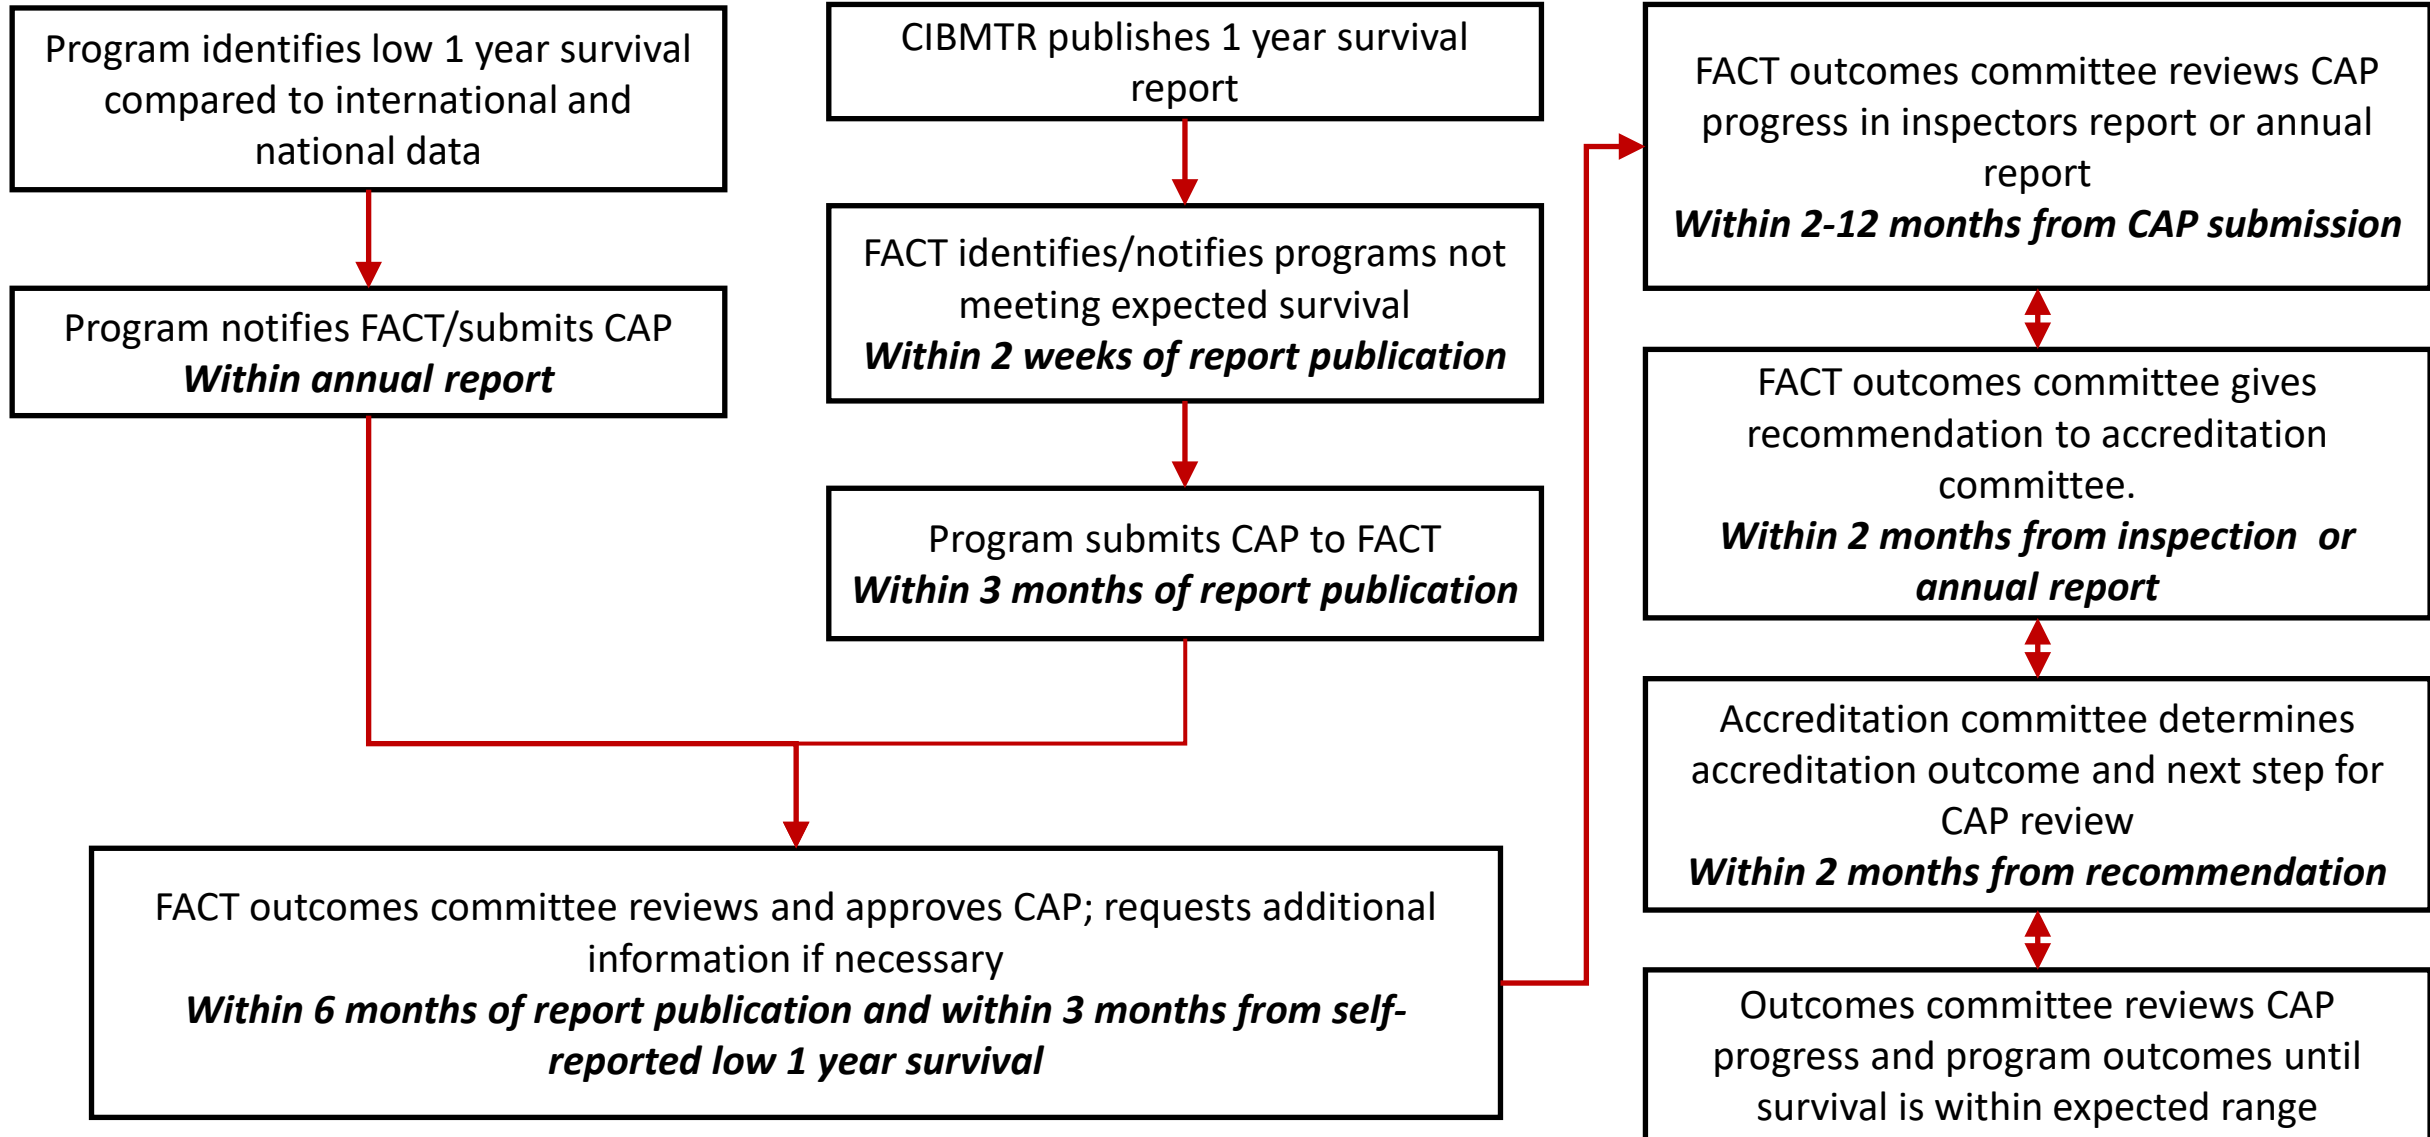 Program identifies low 1 year survival
compared to international and
national data
Program notifies FACT/submits CAP
Within annual report
CIBMTR publishes 1 year survival
report
FACT identifies/notifies programs not
meeting expected survival
Within 2 weeks of report publication
Program submits CAP to FACT
Within 3 months of report publication
FACT outcomes committee reviews and approves CAP; requests additional
information if necessary
Within 6 months of report publication and within 3 months from self-
reported low 1 year survival
FACT outcomes committee reviews CAP
progress in inspectors report or annual
report
Within 2-12 months from CAP submission
FACT outcomes committee gives
recommendation to accreditation
committee.
Within 2 months from inspection  or
annual report
Accreditation committee determines
accreditation outcome and next step for
CAP review
Within 2 months from recommendation
Outcomes committee reviews CAP
progress and program outcomes until
survival is within expected range